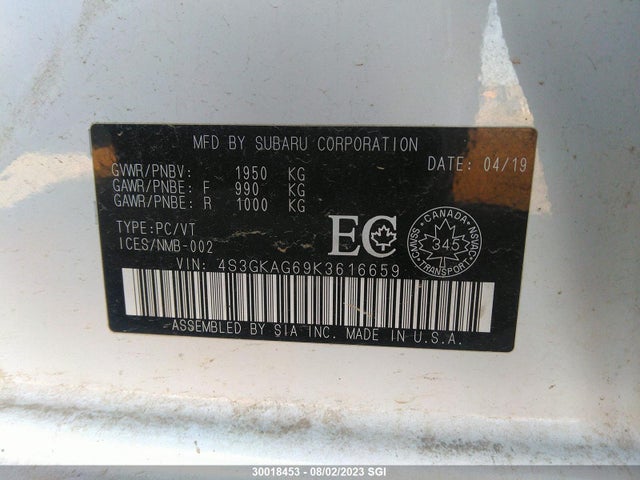 MFD BY SUBARU CORPORATION
DATE: 04/19
GVWR/PNBV: 1950 KG
GAWR/PNBE: F 990 KG
GAWR/PNBE: R 1000 KG
TYPE:PC/VT
ICES/NMB-002
EC
CANADA
CMVSS 345 NSVAC
TRANSPORT
VIN: 4S3GKAG69K3616659
ASSEMBLED BY SIA INC. MADE IN U.S.A.
30018453 - 08/02/2023 SGI